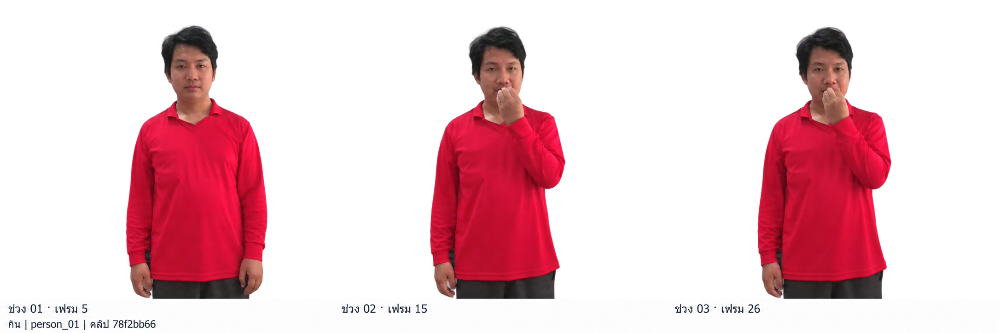 ช่วง 01 · เฟรม 5
ช่วง 02 · เฟรม 15
ช่วง 03 · เฟรม 26
กิน | person_01 | คลิป 78f2bb66